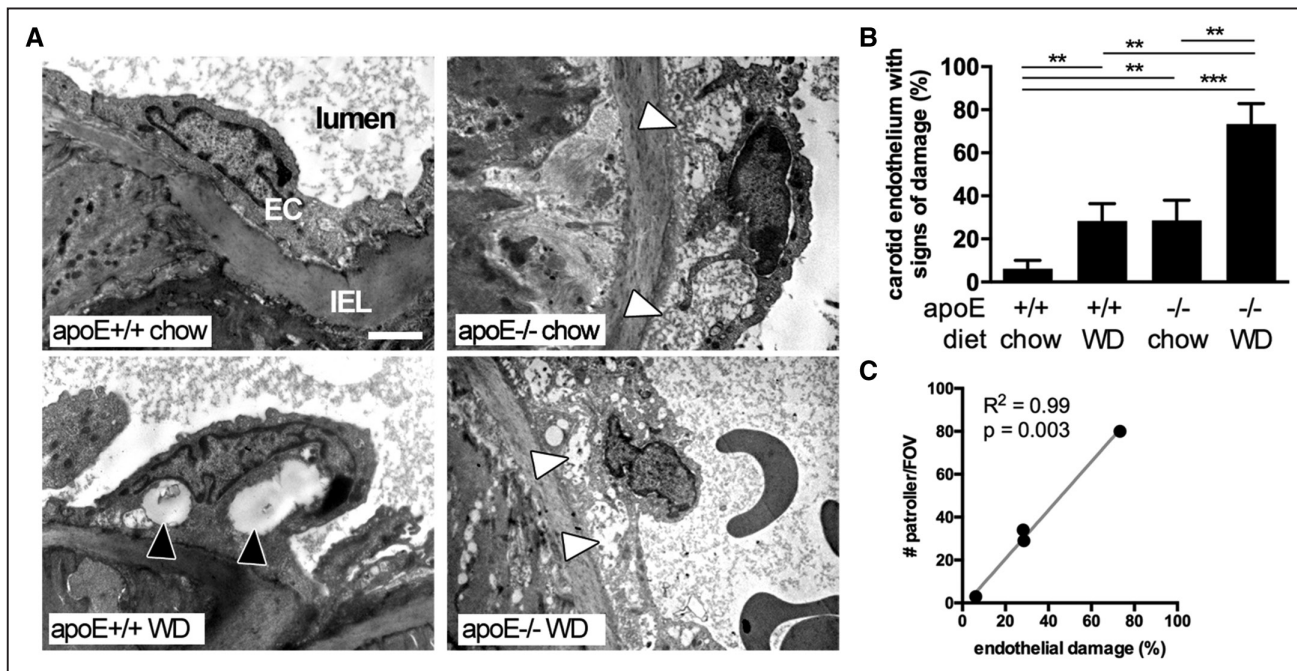 A
lumen
EC
IEL
apoE+/+ chow
apoE-/- chow
apoE+/+ WD
apoE-/- WD
B
carotid endothelium with
signs of damage (%)
100
80
60
40
20
0
**
**
**
**
***
apoE +/+ +/+ -/- -/-
diet chow WD chow WD
C
# patroller/FOV
100
80
60
40
20
0
R² = 0.99
p = 0.003
0 20 40 60 80 100
endothelial damage (%)